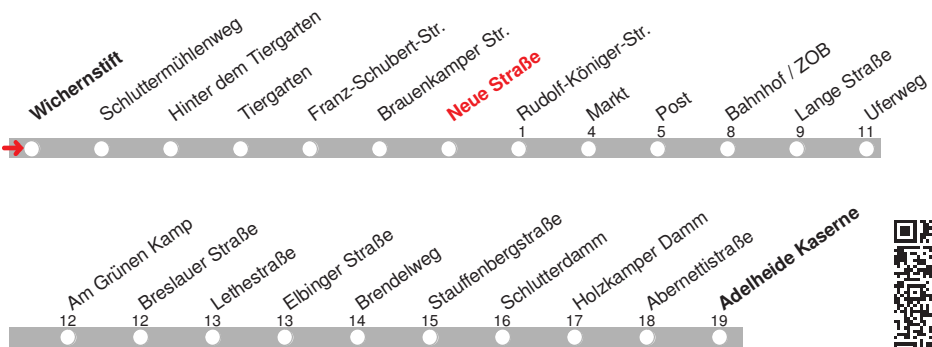 Wichernstift
Schluttermühlenweg
Hinter dem Tiergarten
Tiergarten
Franz-Schubert-Str.
Brauenkamper Str.
Neue Straße
Rudolf-Königer-Str.
Markt
Post
Bahnhof / ZOB
Lange Straße
Uferweg
1 4 5 8 9 11
Am Grünen Kamp
Breslauer Straße
Lethestraße
Elbinger Straße
Brendelweg
Stauffenbergstraße
Schlutterdamm
Holzkamper Damm
Abernettistraße
Adelheide Kaserne
12 12 13 13 14 15 16 17 18 19